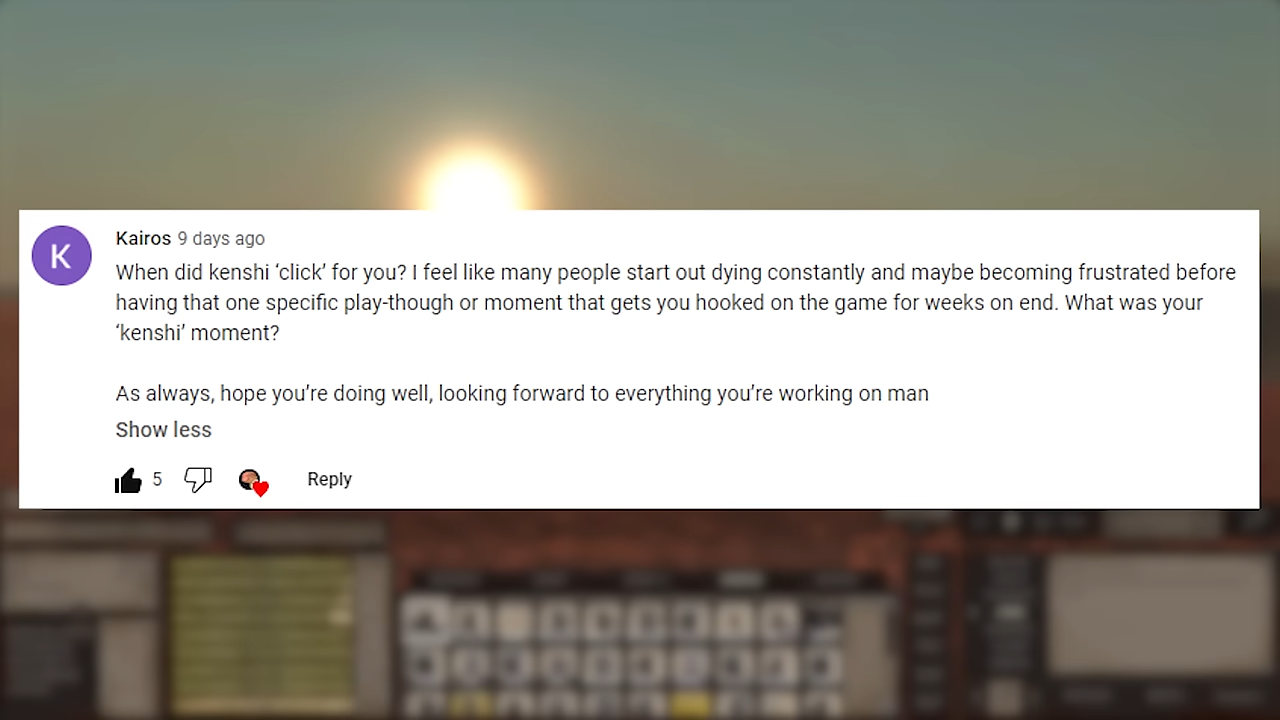 K
Kairos 9 days ago
When did kenshi ‘click’ for you? I feel like many people start out dying constantly and maybe becoming frustrated before
having that one specific play-though or moment that gets you hooked on the game for weeks on end. What was your
‘kenshi’ moment?
As always, hope you’re doing well, looking forward to everything you’re working on man
Show less
5 Reply